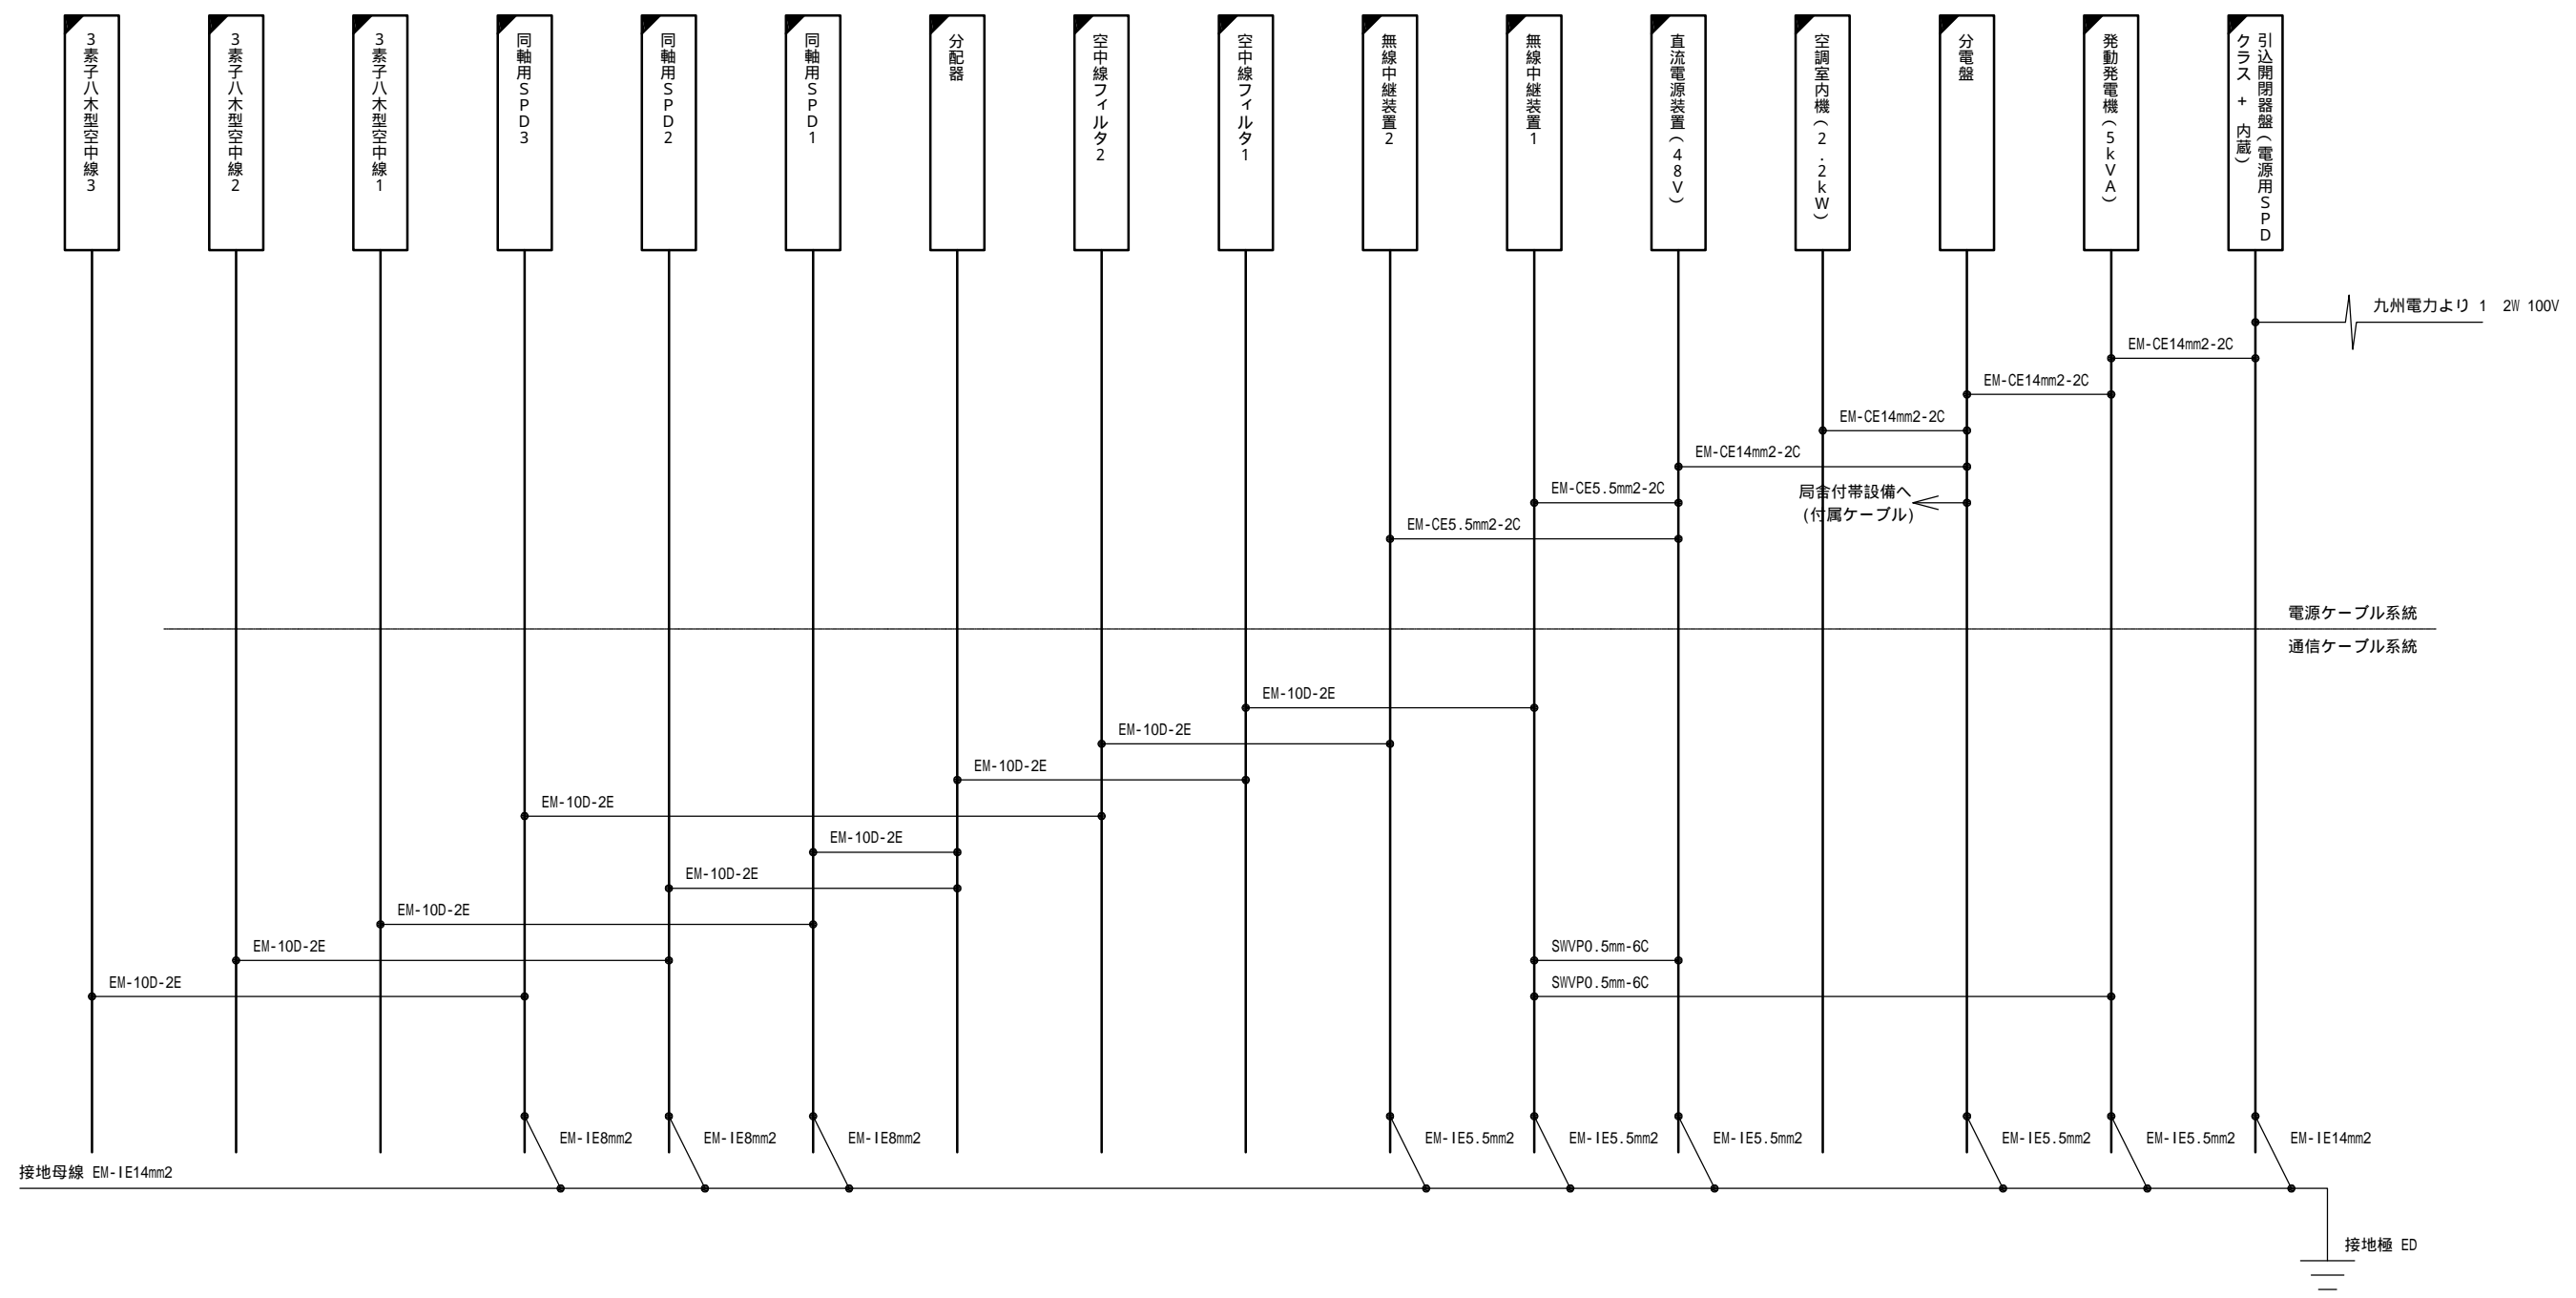 3素子八木型空中線3
3素子八木型空中線2
3素子八木型空中線1
同軸用SPD3
同軸用SPD2
同軸用SPD1
分配器
空中線フィルタ2
空中線フィルタ1
無線中継装置2
無線中継装置1
直流電源装置(48V)
空調室内機(2.2kW)
分電盤
発動発電機(5kVA)
引込開閉器盤(電源用SPD
クラス + 内蔵)
九州電力より 1 2W 100V
EM-CE14mm2-2C
EM-CE14mm2-2C
EM-CE14mm2-2C
EM-CE14mm2-2C
EM-CE5.5mm2-2C
局舎付帯設備へ
(付属ケーブル)
EM-CE5.5mm2-2C
電源ケーブル系統
通信ケーブル系統
EM-10D-2E
EM-10D-2E
EM-10D-2E
EM-10D-2E
EM-10D-2E
EM-10D-2E
EM-10D-2E
EM-10D-2E
SWVP0.5mm-6C
EM-10D-2E
SWVP0.5mm-6C
EM-IE8mm2
EM-IE8mm2
EM-IE8mm2
EM-IE5.5mm2
EM-IE5.5mm2
EM-IE5.5mm2
EM-IE5.5mm2
EM-IE5.5mm2
EM-IE14mm2
接地母線 EM-IE14mm2
接地極 ED